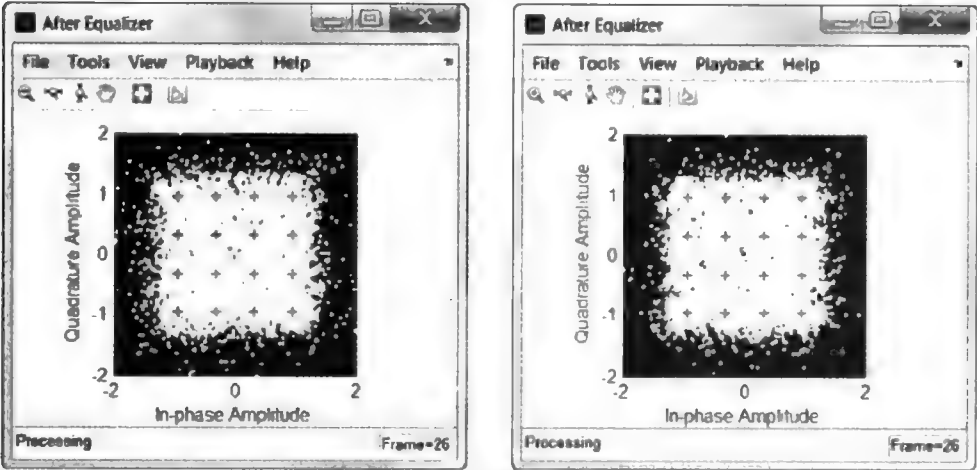 After Equalizer
File Tools View Playback Help
2
1
0
-1
-2
-2 0 2
Quadrature Amplitude
In-phase Amplitude
Processing Frame=26
After Equalizer
File Tools View Playback Help
2
1
0
-1
-2
-2 0 2
Quadrature Amplitude
In-phase Amplitude
Processing Frame=26